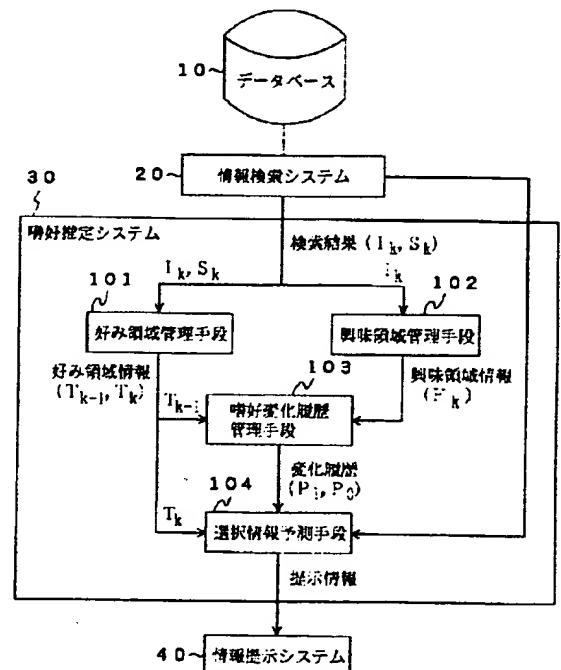 10
データベース
20
情報検索システム
30
嗜好推定システム
検索結果 (I_k, S_k)
I_k, S_k
I_k
101
好み領域管理手段
102
興味領域管理手段
好み領域情報
(T_{k-1}, T_k)
103
興味領域情報
T_{k-1}
嗜好変化履歴
管理手段
変化履歴
104
T_k
選択情報予測手段
提示情報
40
情報提示システム